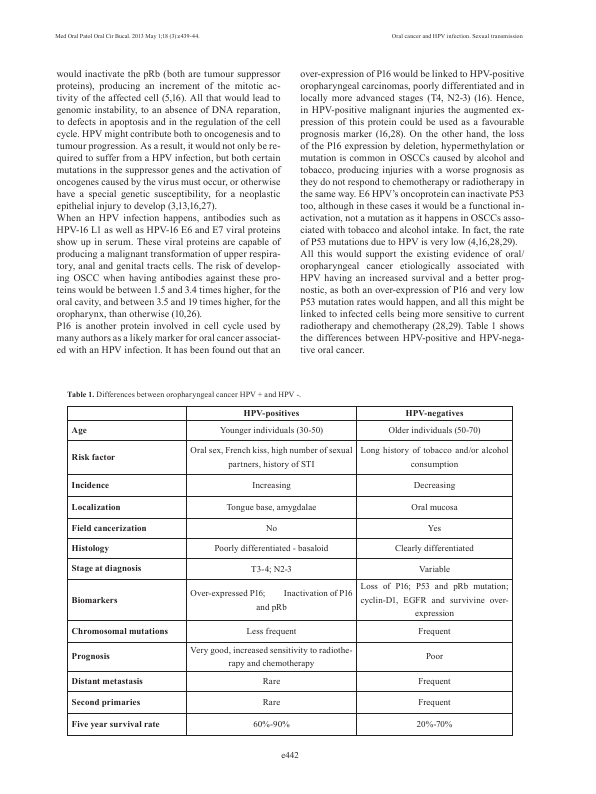 Med Oral Patol Oral Cir Bucal. 2013 May 1;18 (3):e439-44.
Oral cancer and HPV infection. Sexual transmission
would inactivate the pRb (both are tumour suppressor
proteins), producing an increment of the mitotic ac-
tivity of the affected cell (5,16). All that would lead to
genomic instability, to an absence of DNA reparation,
to defects in apoptosis and in the regulation of the cell
cycle. HPV might contribute both to oncogenesis and to
tumour progression. As a result, it would not only be re-
quired to suffer from a HPV infection, but both certain
mutations in the suppressor genes and the activation of
oncogenes caused by the virus must occur, or otherwise
have a special genetic susceptibility, for a neoplastic
epithelial injury to develop (3,13,16,27).
When an HPV infection happens, antibodies such as
HPV-16 L1 as well as HPV-16 E6 and E7 viral proteins
show up in serum. These viral proteins are capable of
producing a malignant transformation of upper respira-
tory, anal and genital tracts cells. The risk of develop-
ing OSCC when having antibodies against these pro-
teins would be between 1.5 and 3.4 times higher, for the
oral cavity, and between 3.5 and 19 times higher, for the
oropharynx, than otherwise (10,26).
P16 is another protein involved in cell cycle used by
many authors as a likely marker for oral cancer associat-
ed with an HPV infection. It has been found out that an
over-expression of P16 would be linked to HPV-positive
oropharyngeal carcinomas, poorly differentiated and in
locally more advanced stages (T4, N2-3) (16). Hence,
in HPV-positive malignant injuries the augmented ex-
pression of this protein could be used as a favourable
prognosis marker (16,28). On the other hand, the loss
of the P16 expression by deletion, hypermethylation or
mutation is common in OSCCs caused by alcohol and
tobacco, producing injuries with a worse prognosis as
they do not respond to chemotherapy or radiotherapy in
the same way. E6 HPV's oncoprotein can inactivate P53
too, although in these cases it would be a functional in-
activation, not a mutation as it happens in OSCCs asso-
ciated with tobacco and alcohol intake. In fact, the rate
of P53 mutations due to HPV is very low (4,16,28,29).
All this would support the existing evidence of oral/
oropharyngeal cancer etiologically associated with
HPV having an increased survival and a better prog-
nostic, as both an over-expression of P16 and very low
P53 mutation rates would happen, and all this might be
linked to infected cells being more sensitive to current
radiotherapy and chemotherapy (28,29). Table 1 shows
the differences between HPV-positive and HPV-nega-
tive oral cancer.
Table 1. Differences between oropharyngeal cancer HPV + and HPV -.
HPV-positives HPV-negatives
Age Younger individuals (30-50) Older individuals (50-70)
Risk factor Oral sex, French kiss, high number of sexual
partners, history of STI Long history of tobacco and/or alcohol
consumption
Incidence Increasing Decreasing
Localization Tongue base, amygdalae Oral mucosa
Field cancerization No Yes
Histology Poorly differentiated - basaloid Clearly differentiated
Stage at diagnosis T3-4; N2-3 Variable
Biomarkers Over-expressed P16; Inactivation of P16
and pRb Loss of P16; P53 and pRb mutation;
cyclin-D1, EGFR and survivine over-
expression
Chromosomal mutations Less frequent Frequent
Prognosis Very good, increased sensitivity to radiothe-
rapy and chemotherapy Poor
Distant metastasis Rare Frequent
Second primaries Rare Frequent
Five year survival rate 60%-90% 20%-70%
e442